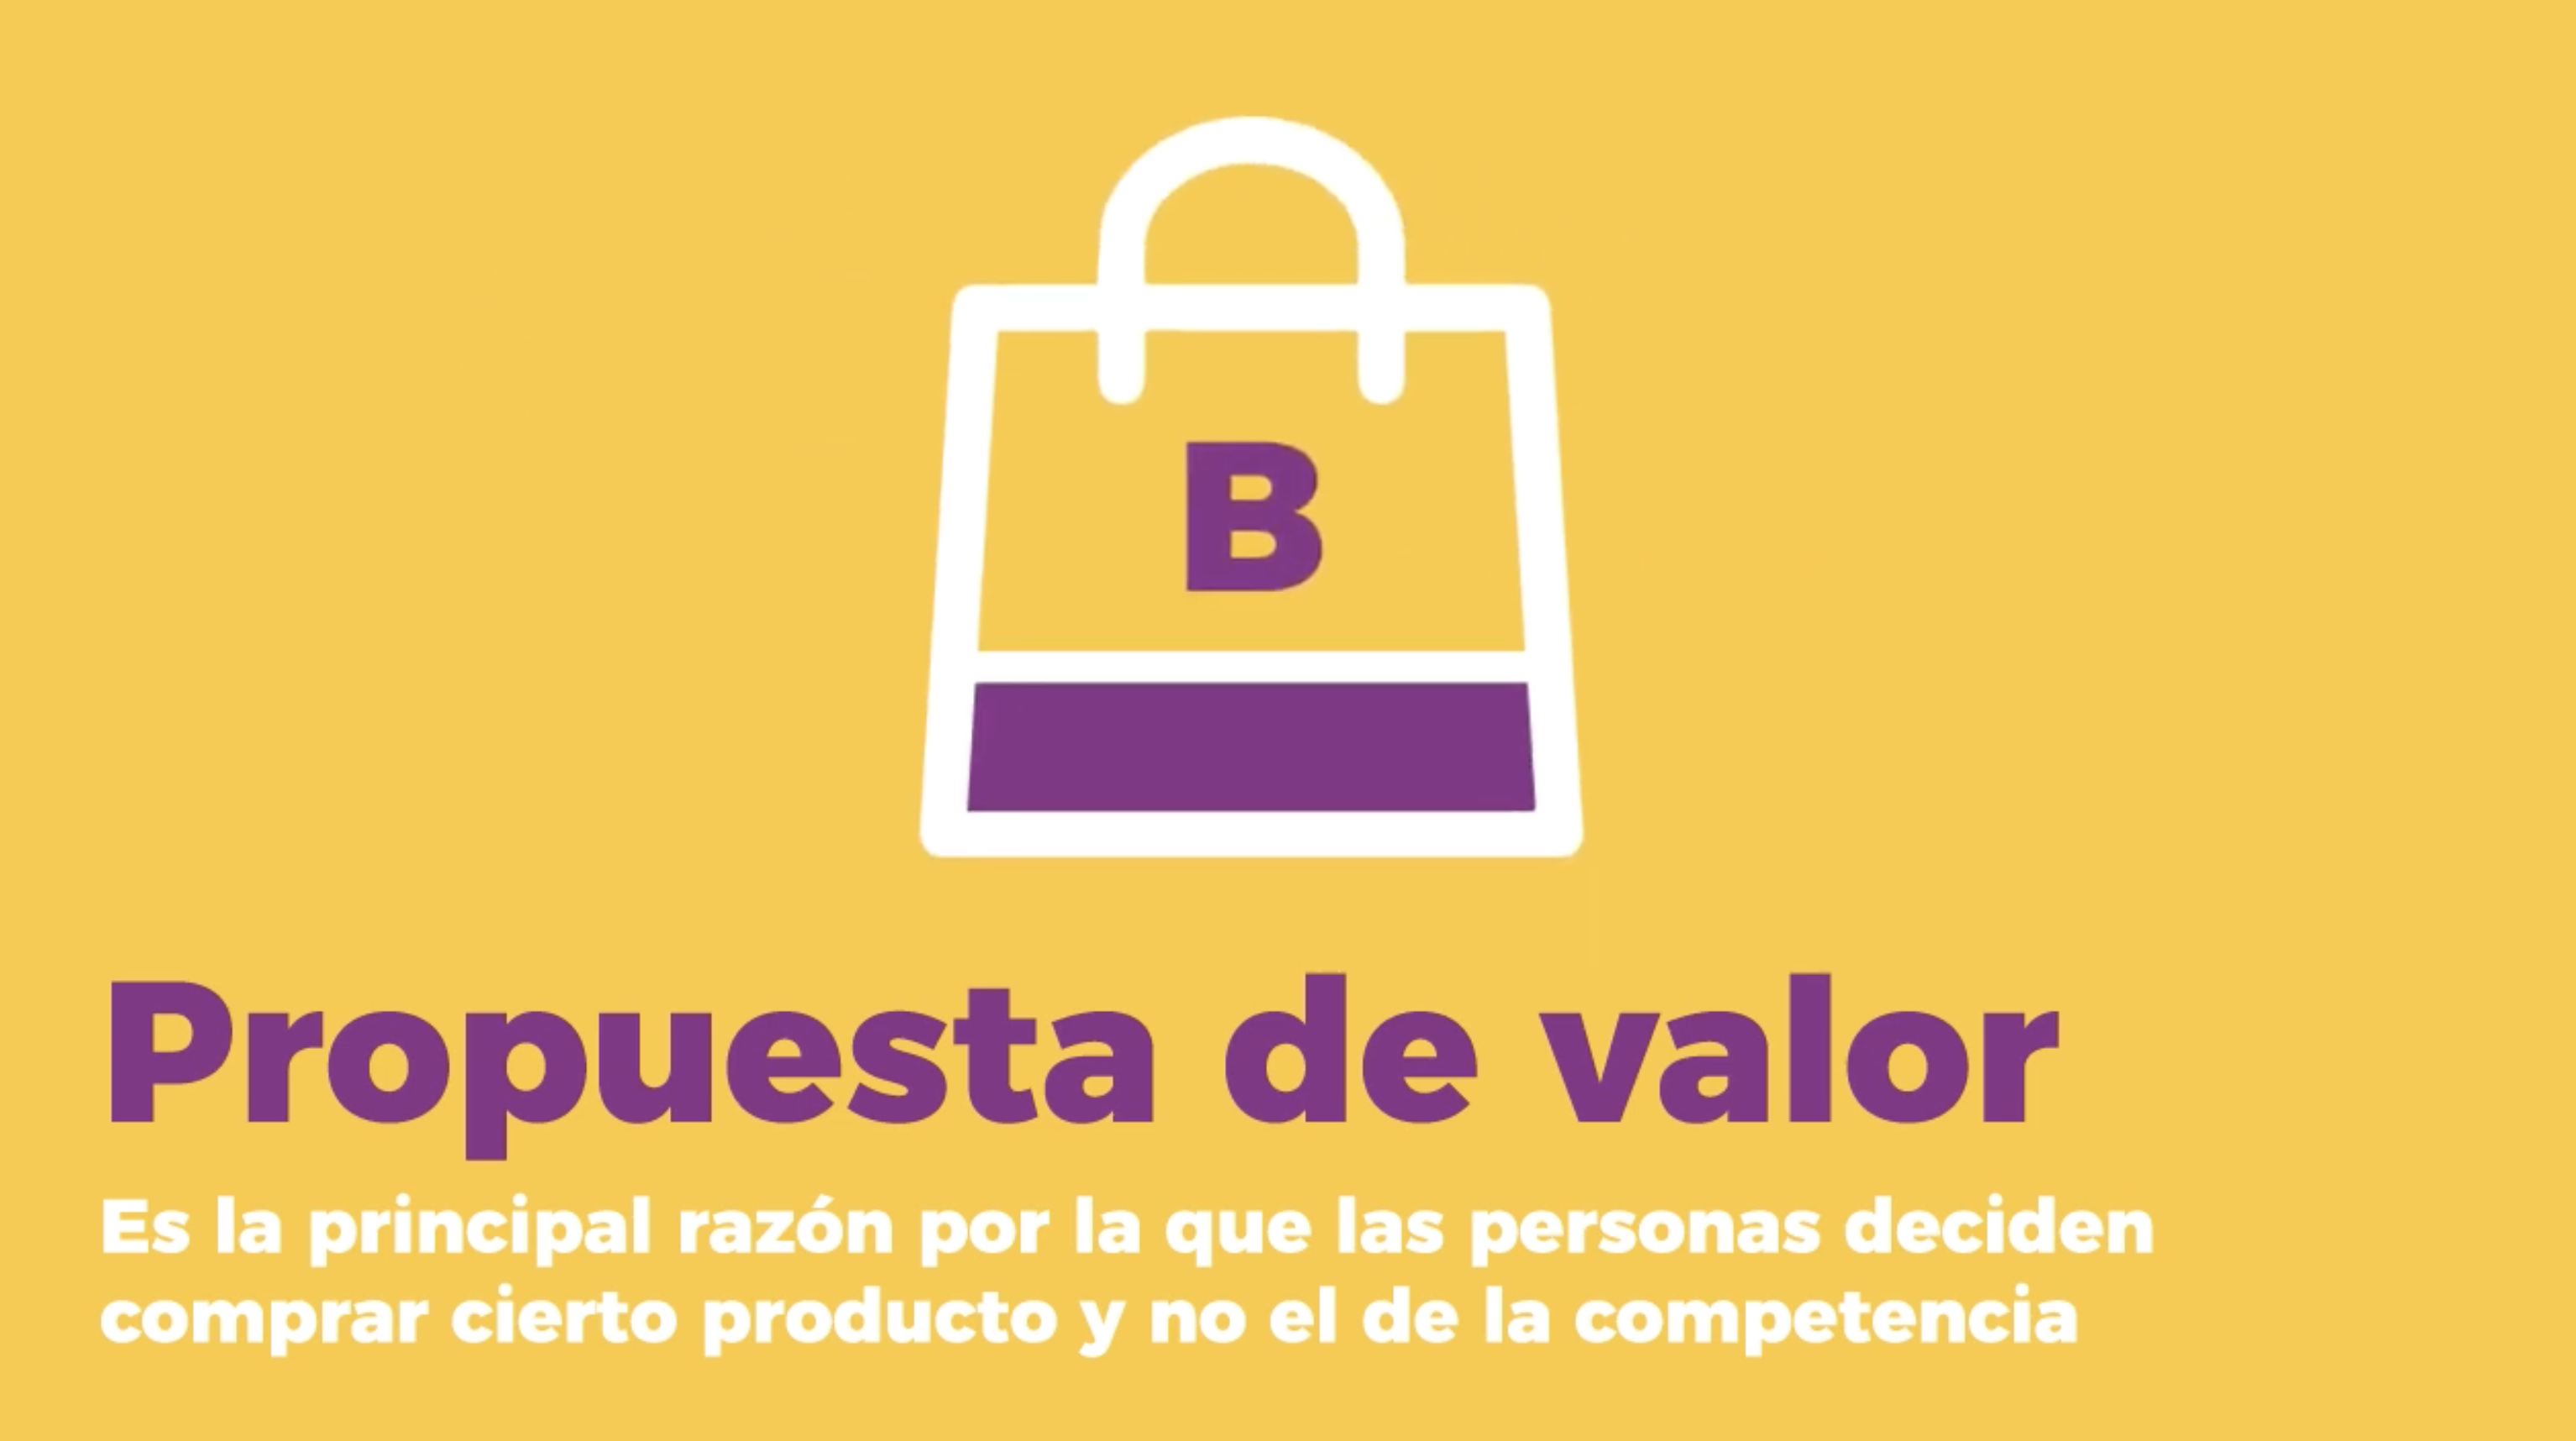 B
Propuesta de valor
Es la principal razón por la que las personas deciden
comprar cierto producto y no el de la competencia